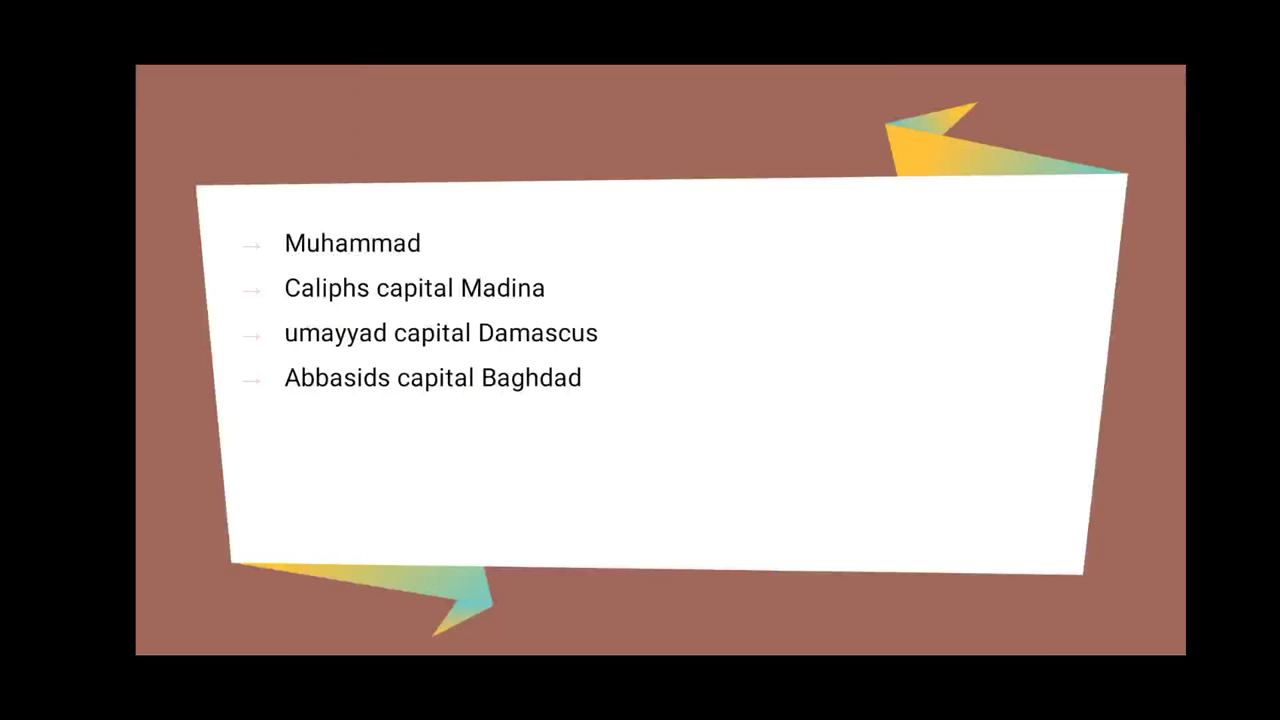 → Muhammad
→ Caliphs capital Madina
→ umayyad capital Damascus
→ Abbasids capital Baghdad